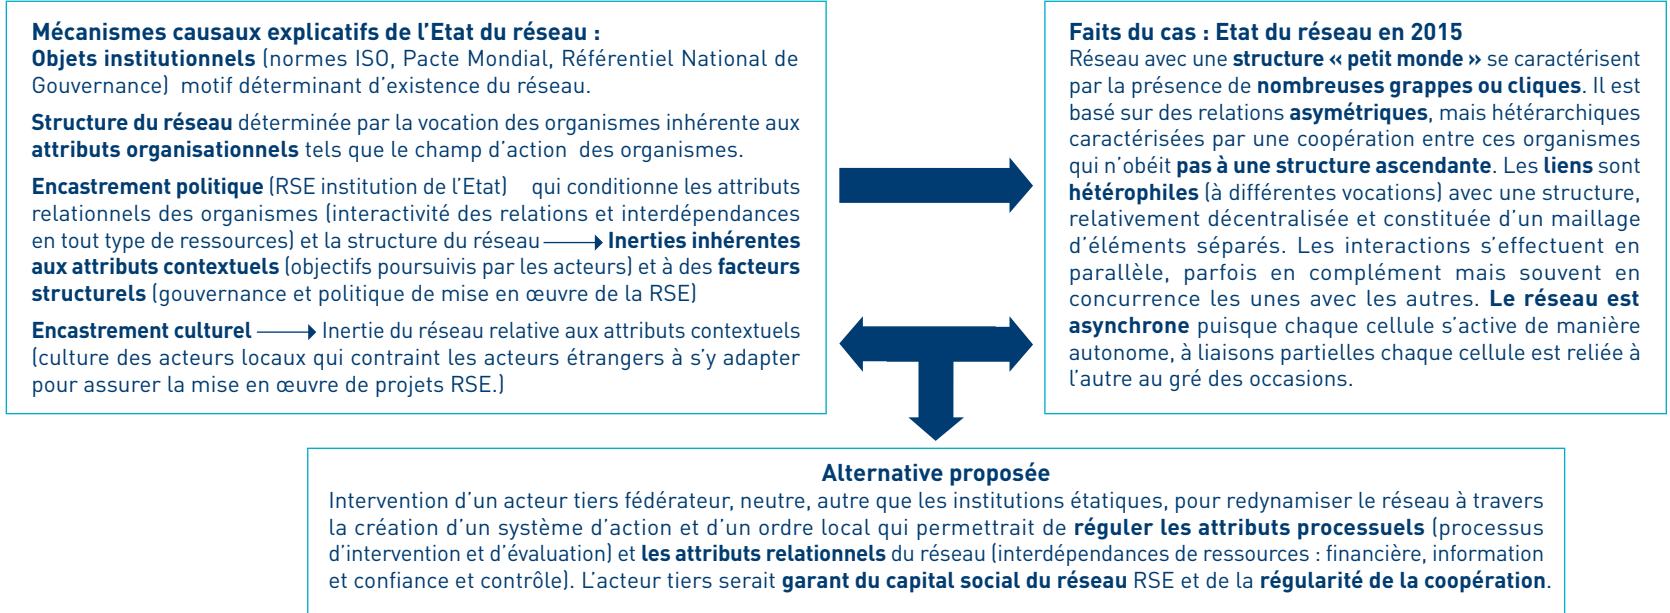 Mécanismes causaux explicatifs de l’Etat du réseau :
Objets institutionnels (normes ISO, Pacte Mondial, Référentiel National de
Gouvernance) motif déterminant d’existence du réseau.
Structure du réseau déterminée par la vocation des organismes inhérente aux
attributs organisationnels tels que le champ d’action des organismes.
Encastrement politique (RSE institution de l’Etat) qui conditionne les attributs
relationnels des organismes (interactivité des relations et interdépendances
en tout type de ressources) et la structure du réseau ⟶ Inerties inhérentes
aux attributs contextuels (objectifs poursuivis par les acteurs) et à des facteurs
structurels (gouvernance et politique de mise en œuvre de la RSE)
Encastrement culturel ⟶ Inertie du réseau relative aux attributs contextuels
(culture des acteurs locaux qui contraint les acteurs étrangers à s’y adapter
pour assurer la mise en œuvre de projets RSE.)
Faits du cas : Etat du réseau en 2015
Réseau avec une structure « petit monde » se caractérisent
par la présence de nombreuses grappes ou cliques. Il est
basé sur des relations asymétriques, mais hétérarchiques
caractérisées par une coopération entre ces organismes
qui n’obéit pas à une structure ascendante. Les liens sont
hétérophiles (à différentes vocations) avec une structure,
relativement décentralisée et constituée d’un maillage
d’éléments séparés. Les interactions s’effectuent en
parallèle, parfois en complément mais souvent en
concurrence les unes avec les autres. Le réseau est
asynchrone puisque chaque cellule s’active de manière
autonome, à liaisons partielles chaque cellule est reliée à
l’autre au gré des occasions.
Alternative proposée
Intervention d’un acteur tiers fédérateur, neutre, autre que les institutions étatiques, pour redynamiser le réseau à travers
la création d’un système d’action et d’un ordre local qui permettrait de réguler les attributs processuels (processus
d’intervention et d’évaluation) et les attributs relationnels du réseau (interdépendances de ressources : financière, information
et confiance et contrôle). L’acteur tiers serait garant du capital social du réseau RSE et de la régularité de la coopération.